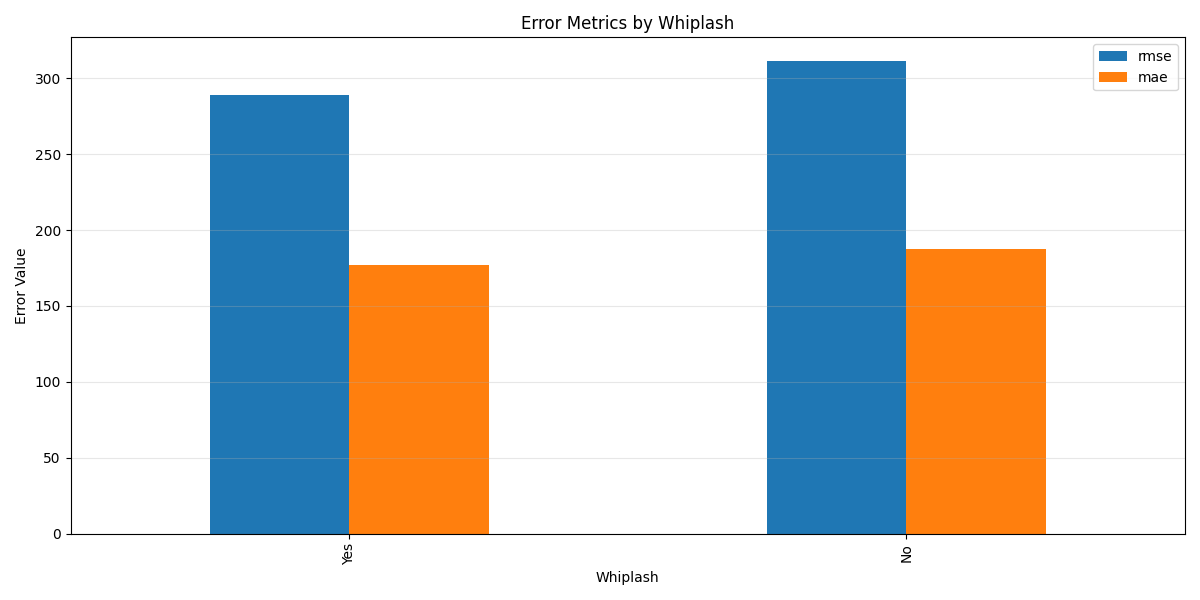 Error Metrics by Whiplash
rmse
mae
Error Value
300
250
200
150
100
50
0
Yes
No
Whiplash